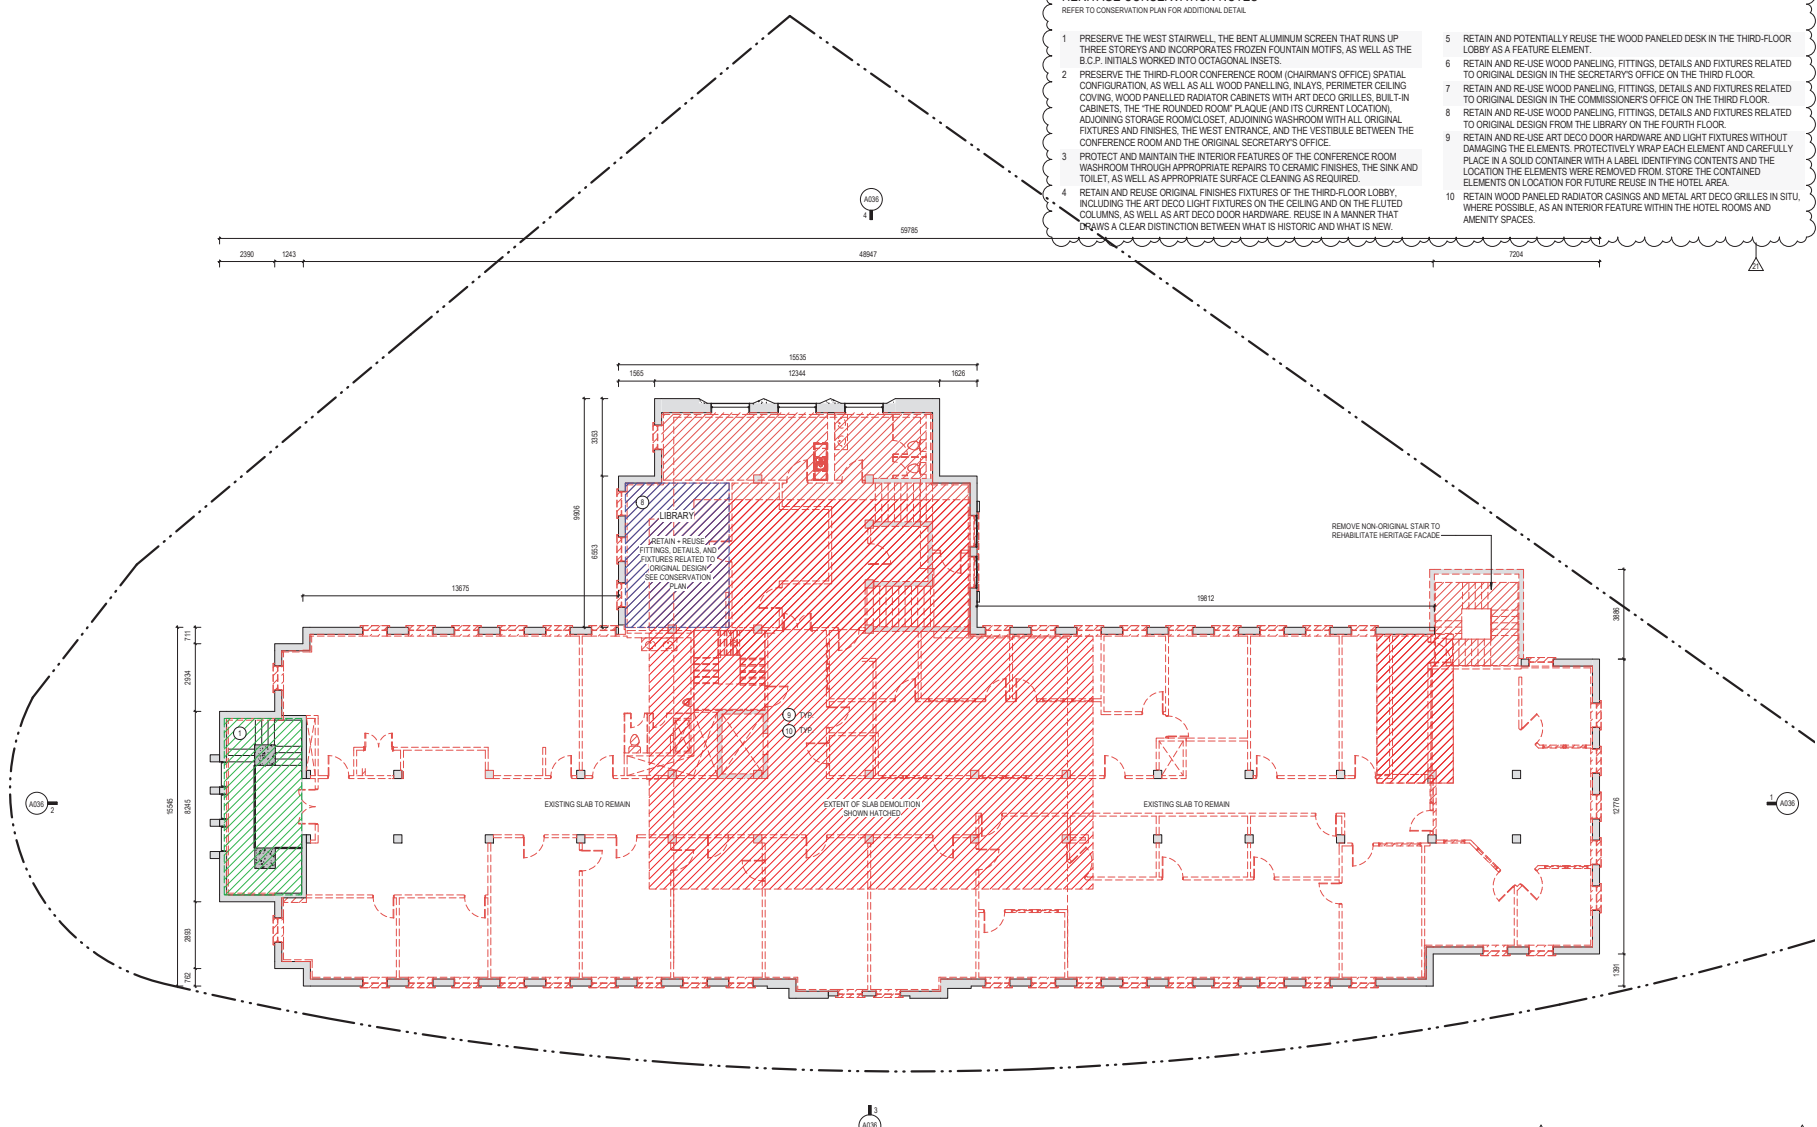 HERITAGE CONSERVATION NOTES
REFER TO CONSERVATION PLAN FOR ADDITIONAL DETAIL
1 PRESERVE THE WEST STAIRWELL, THE BENT ALUMINUM SCREEN THAT RUNS UP
THREE STOREYS AND INCORPORATES FROZEN FOUNTAIN MOTIFS, AS WELL AS THE
B.C.P. INITIALS WORKED INTO OCTAGONAL INSETS.
2 PRESERVE THE THIRD-FLOOR CONFERENCE ROOM (CHAIRMAN'S OFFICE) SPATIAL
CONFIGURATION, AS WELL AS ALL WOOD PANELLING, INLAYS, PERIMETER CEILING
COVING, WOOD PANELLED RADIATOR CABINETS WITH ART DECO GRILLES, BUILT-IN
CABINETS, THE "THE ROUNDED ROOM" PLAQUE (AND ITS CURRENT LOCATION),
ADJOINING STORAGE ROOM/CLOSET, ADJOINING WASHROOM WITH ALL ORIGINAL
FIXTURES AND FINISHES, THE WEST ENTRANCE, AND THE VESTIBULE BETWEEN THE
CONFERENCE ROOM AND THE ORIGINAL SECRETARY'S OFFICE.
3 PROTECT AND MAINTAIN THE INTERIOR FEATURES OF THE CONFERENCE ROOM
WASHROOM THROUGH APPROPRIATE REPAIRS TO CERAMIC FINISHES, THE SINK AND
TOILET, AS WELL AS APPROPRIATE SURFACE CLEANING AS REQUIRED.
4 RETAIN AND REUSE ORIGINAL FINISHES FIXTURES OF THE THIRD-FLOOR LOBBY,
INCLUDING THE ART DECO LIGHT FIXTURES ON THE CEILING AND ON THE FLUTED
COLUMNS, AS WELL AS ART DECO DOOR HARDWARE. REUSE IN A MANNER THAT
DRAWS A CLEAR DISTINCTION BETWEEN WHAT IS HISTORIC AND WHAT IS NEW.
5 RETAIN AND POTENTIALLY REUSE THE WOOD PANELED DESK IN THE THIRD-FLOOR
LOBBY AS A FEATURE ELEMENT.
6 RETAIN AND RE-USE WOOD PANELING, FITTINGS, DETAILS AND FIXTURES RELATED
TO ORIGINAL DESIGN IN THE SECRETARY'S OFFICE ON THE THIRD FLOOR.
7 RETAIN AND RE-USE WOOD PANELING, FITTINGS, DETAILS AND FIXTURES RELATED
TO ORIGINAL DESIGN IN THE COMMISSIONER'S OFFICE ON THE THIRD FLOOR.
8 RETAIN AND RE-USE WOOD PANELING, FITTINGS, DETAILS AND FIXTURES RELATED
TO ORIGINAL DESIGN FROM THE LIBRARY ON THE FOURTH FLOOR.
9 RETAIN AND RE-USE ART DECO DOOR HARDWARE AND LIGHT FIXTURES WITHOUT
DAMAGING THE ELEMENTS. PROTECTIVELY WRAP EACH ELEMENT AND CAREFULLY
PLACE IN A SOLID CONTAINER WITH A LABEL IDENTIFYING CONTENTS AND THE
LOCATION THE ELEMENTS WERE REMOVED FROM. STORE THE CONTAINED
ELEMENTS ON LOCATION FOR FUTURE REUSE IN THE HOTEL AREA.
10 RETAIN WOOD PANELED RADIATOR CASINGS AND METAL ART DECO GRILLES IN SITU,
WHERE POSSIBLE, AS AN INTERIOR FEATURE WITHIN THE HOTEL ROOMS AND
AMENITY SPACES.
21
A036
4
59785
2390 1243 48947 7204
15535
1565 12344 1626
3353
9906
6553
8
LIBRARY
RETAIN + REUSE
FITTINGS, DETAILS, AND
FIXTURES RELATED TO
ORIGINAL DESIGN
SEE CONSERVATION
PLAN
REMOVE NON-ORIGINAL STAIR TO
REHABILITATE HERITAGE FACADE
13675
19812
3886
711
2934
15545
8245
2893
762
12776
1391
1
9 TYP.
10 TYP.
EXISTING SLAB TO REMAIN
EXTENT OF SLAB DEMOLITION
SHOWN HATCHED
EXISTING SLAB TO REMAIN
A036
2
1
A036
3
A036